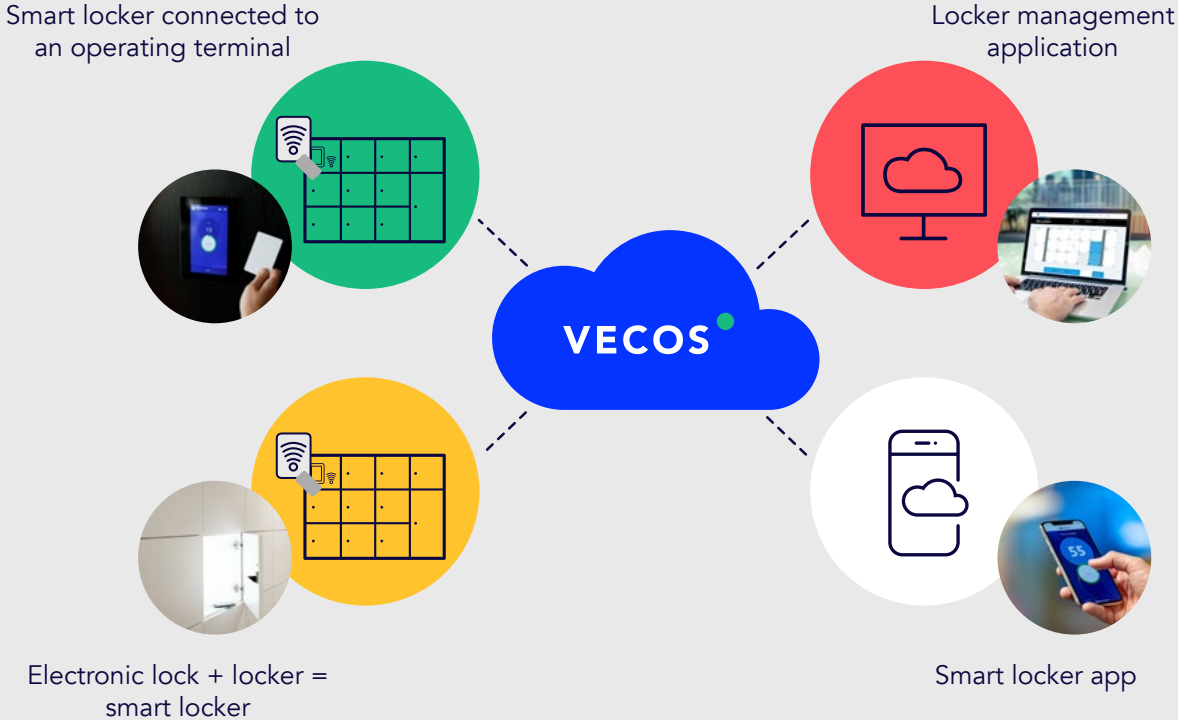 Smart locker connected to
an operating terminal
Locker management
application
VECOS
55
Electronic lock + locker =
smart locker
Smart locker app